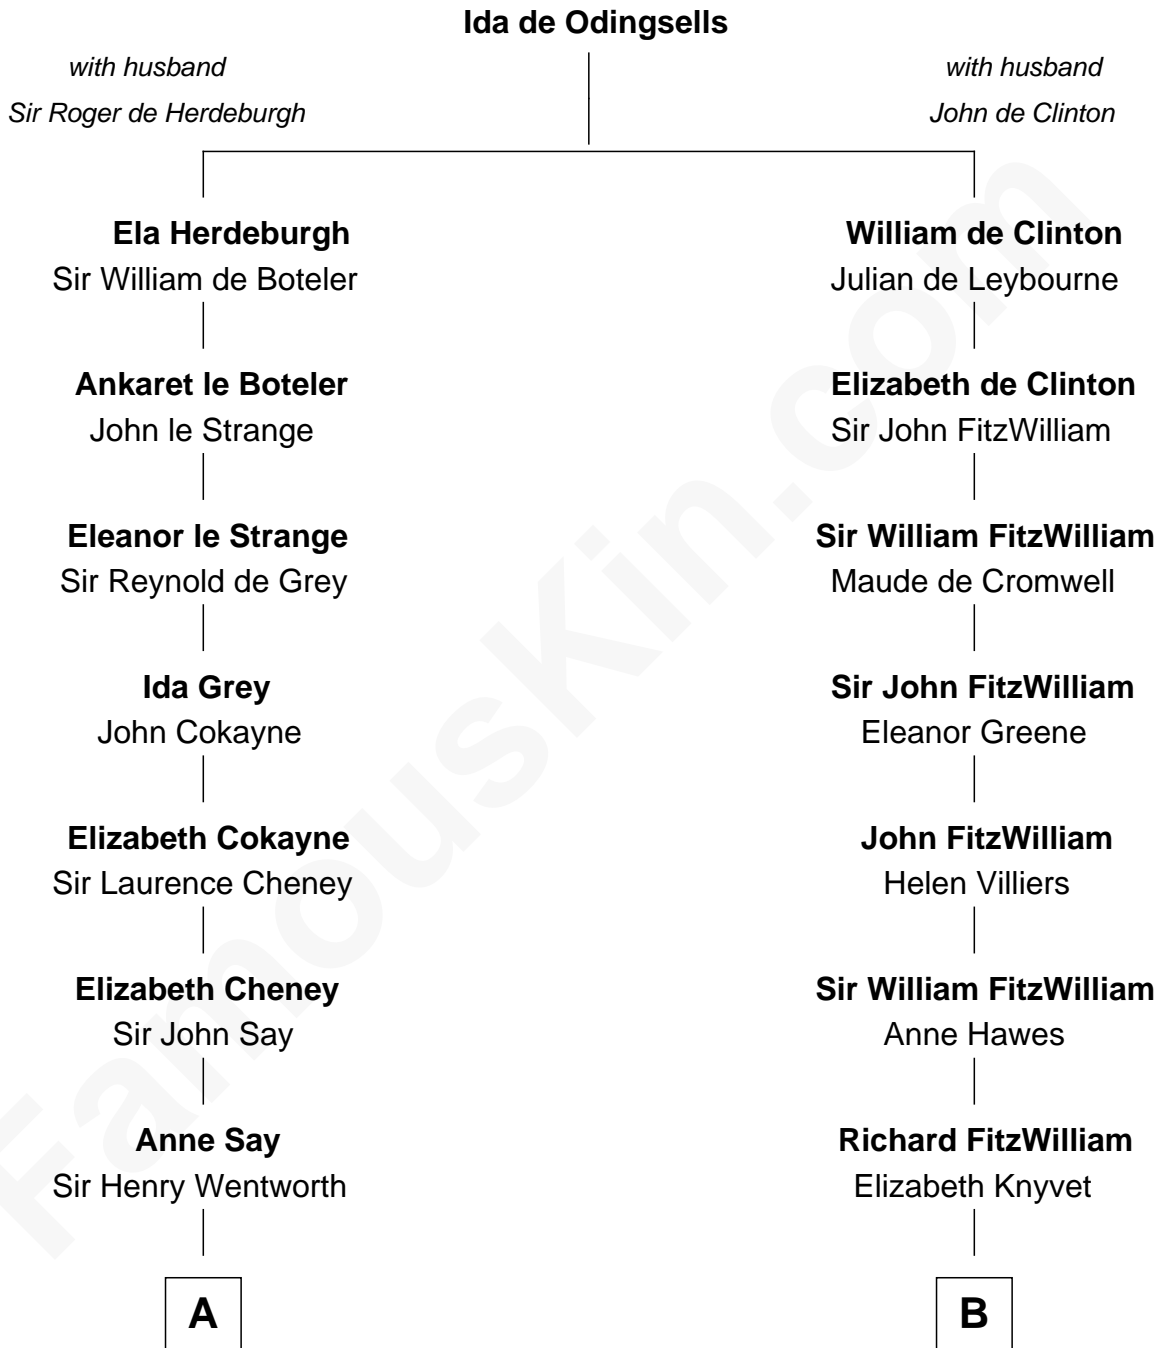 Ida de Odingsells
with husband
Sir Roger de Herdeburgh
with husband
John de Clinton
Ela Herdeburgh
Sir William de Boteler
William de Clinton
Julian de Leybourne
Ankaret le Boteler
John le Strange
Elizabeth de Clinton
Sir John FitzWilliam
Eleanor le Strange
Sir Reynold de Grey
Sir William FitzWilliam
Maude de Cromwell
Ida Grey
John Cokayne
Sir John FitzWilliam
Eleanor Greene
Elizabeth Cokayne
Sir Laurence Cheney
John FitzWilliam
Helen Villiers
Elizabeth Cheney
Sir John Say
Sir William FitzWilliam
Anne Hawes
Anne Say
Sir Henry Wentworth
Richard FitzWilliam
Elizabeth Knyvet
A
B
FamousKin.com